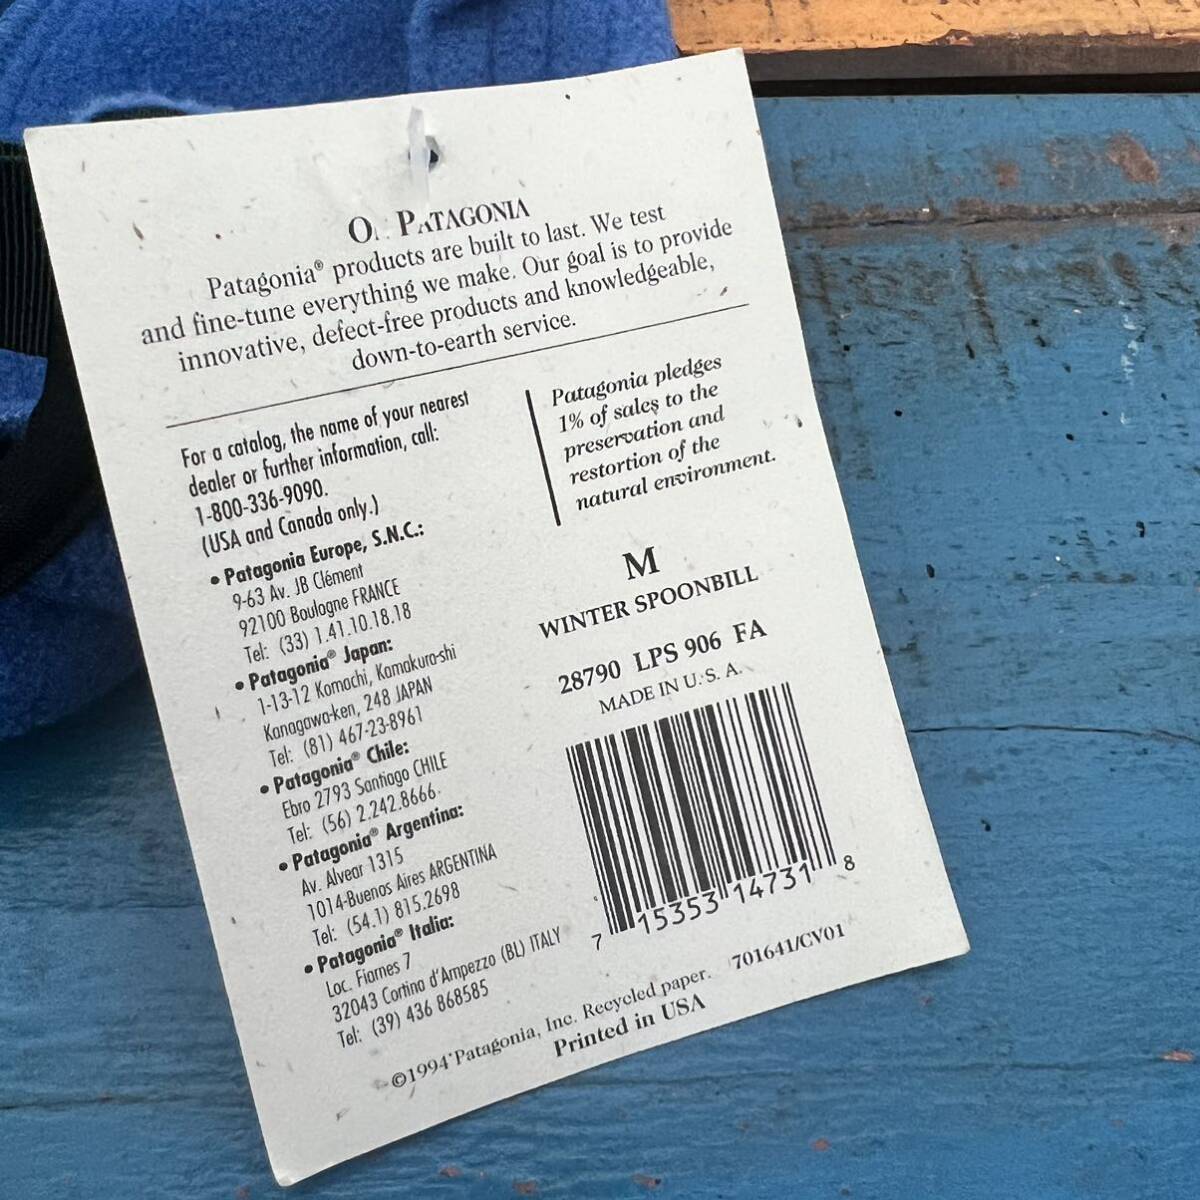 PATAGONIA
Patagonia® products are built to last. We test
and fine-tune everything we make. Our goal is to provide
innovative, defect-free products and knowledgeable,
down-to-earth service.
For a catalog, the name of your nearest
dealer or further information, call:
1-800-336-9090.
(USA and Canada only.)
• Patagonia Europe, S.N.C.:
9-63 Av. JB Clément
92100 Boulogne FRANCE
Tel: (33) 1.41.10.18.18
• Patagonia® Japan:
1-13-12 Komachi, Kamakura-shi
Kanagawa-ken, 248 JAPAN
Tel: (81) 467-23-8961
• Patagonia® Chile:
Ebro 2793 Santiago CHILE
Tel: (56) 2.242.8666
• Patagonia® Argentina:
Av. Alvear 1315
1014-Buenos Aires ARGENTINA
Tel: (54.1) 815.2698
• Patagonia® Italia:
Loc. Fiames 7
32043 Cortina d'Ampezzo (BL) ITALY
Tel: (39) 436 868585
Patagonia pledges
1% of sales to the
preservation and
restortion of the
natural environment.
M
WINTER SPOONBILL
28790 LPS 906 FA
MADE IN U.S.A.
7 15353 14731 8
©1994 Patagonia, Inc. Recycled paper. 701641/CV01
Printed in USA